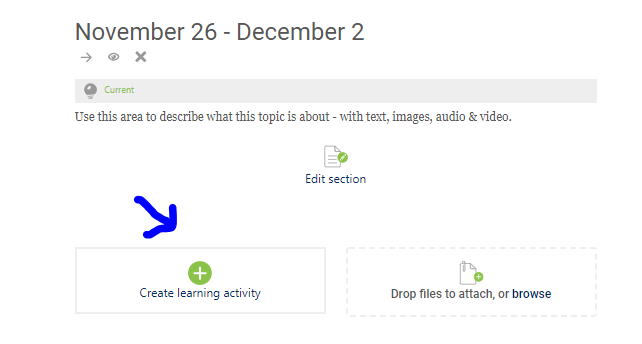 November 26 - December 2
Current
Use this area to describe what this topic is about - with text, images, audio & video.
Edit section
Create learning activity
Drop files to attach, or browse